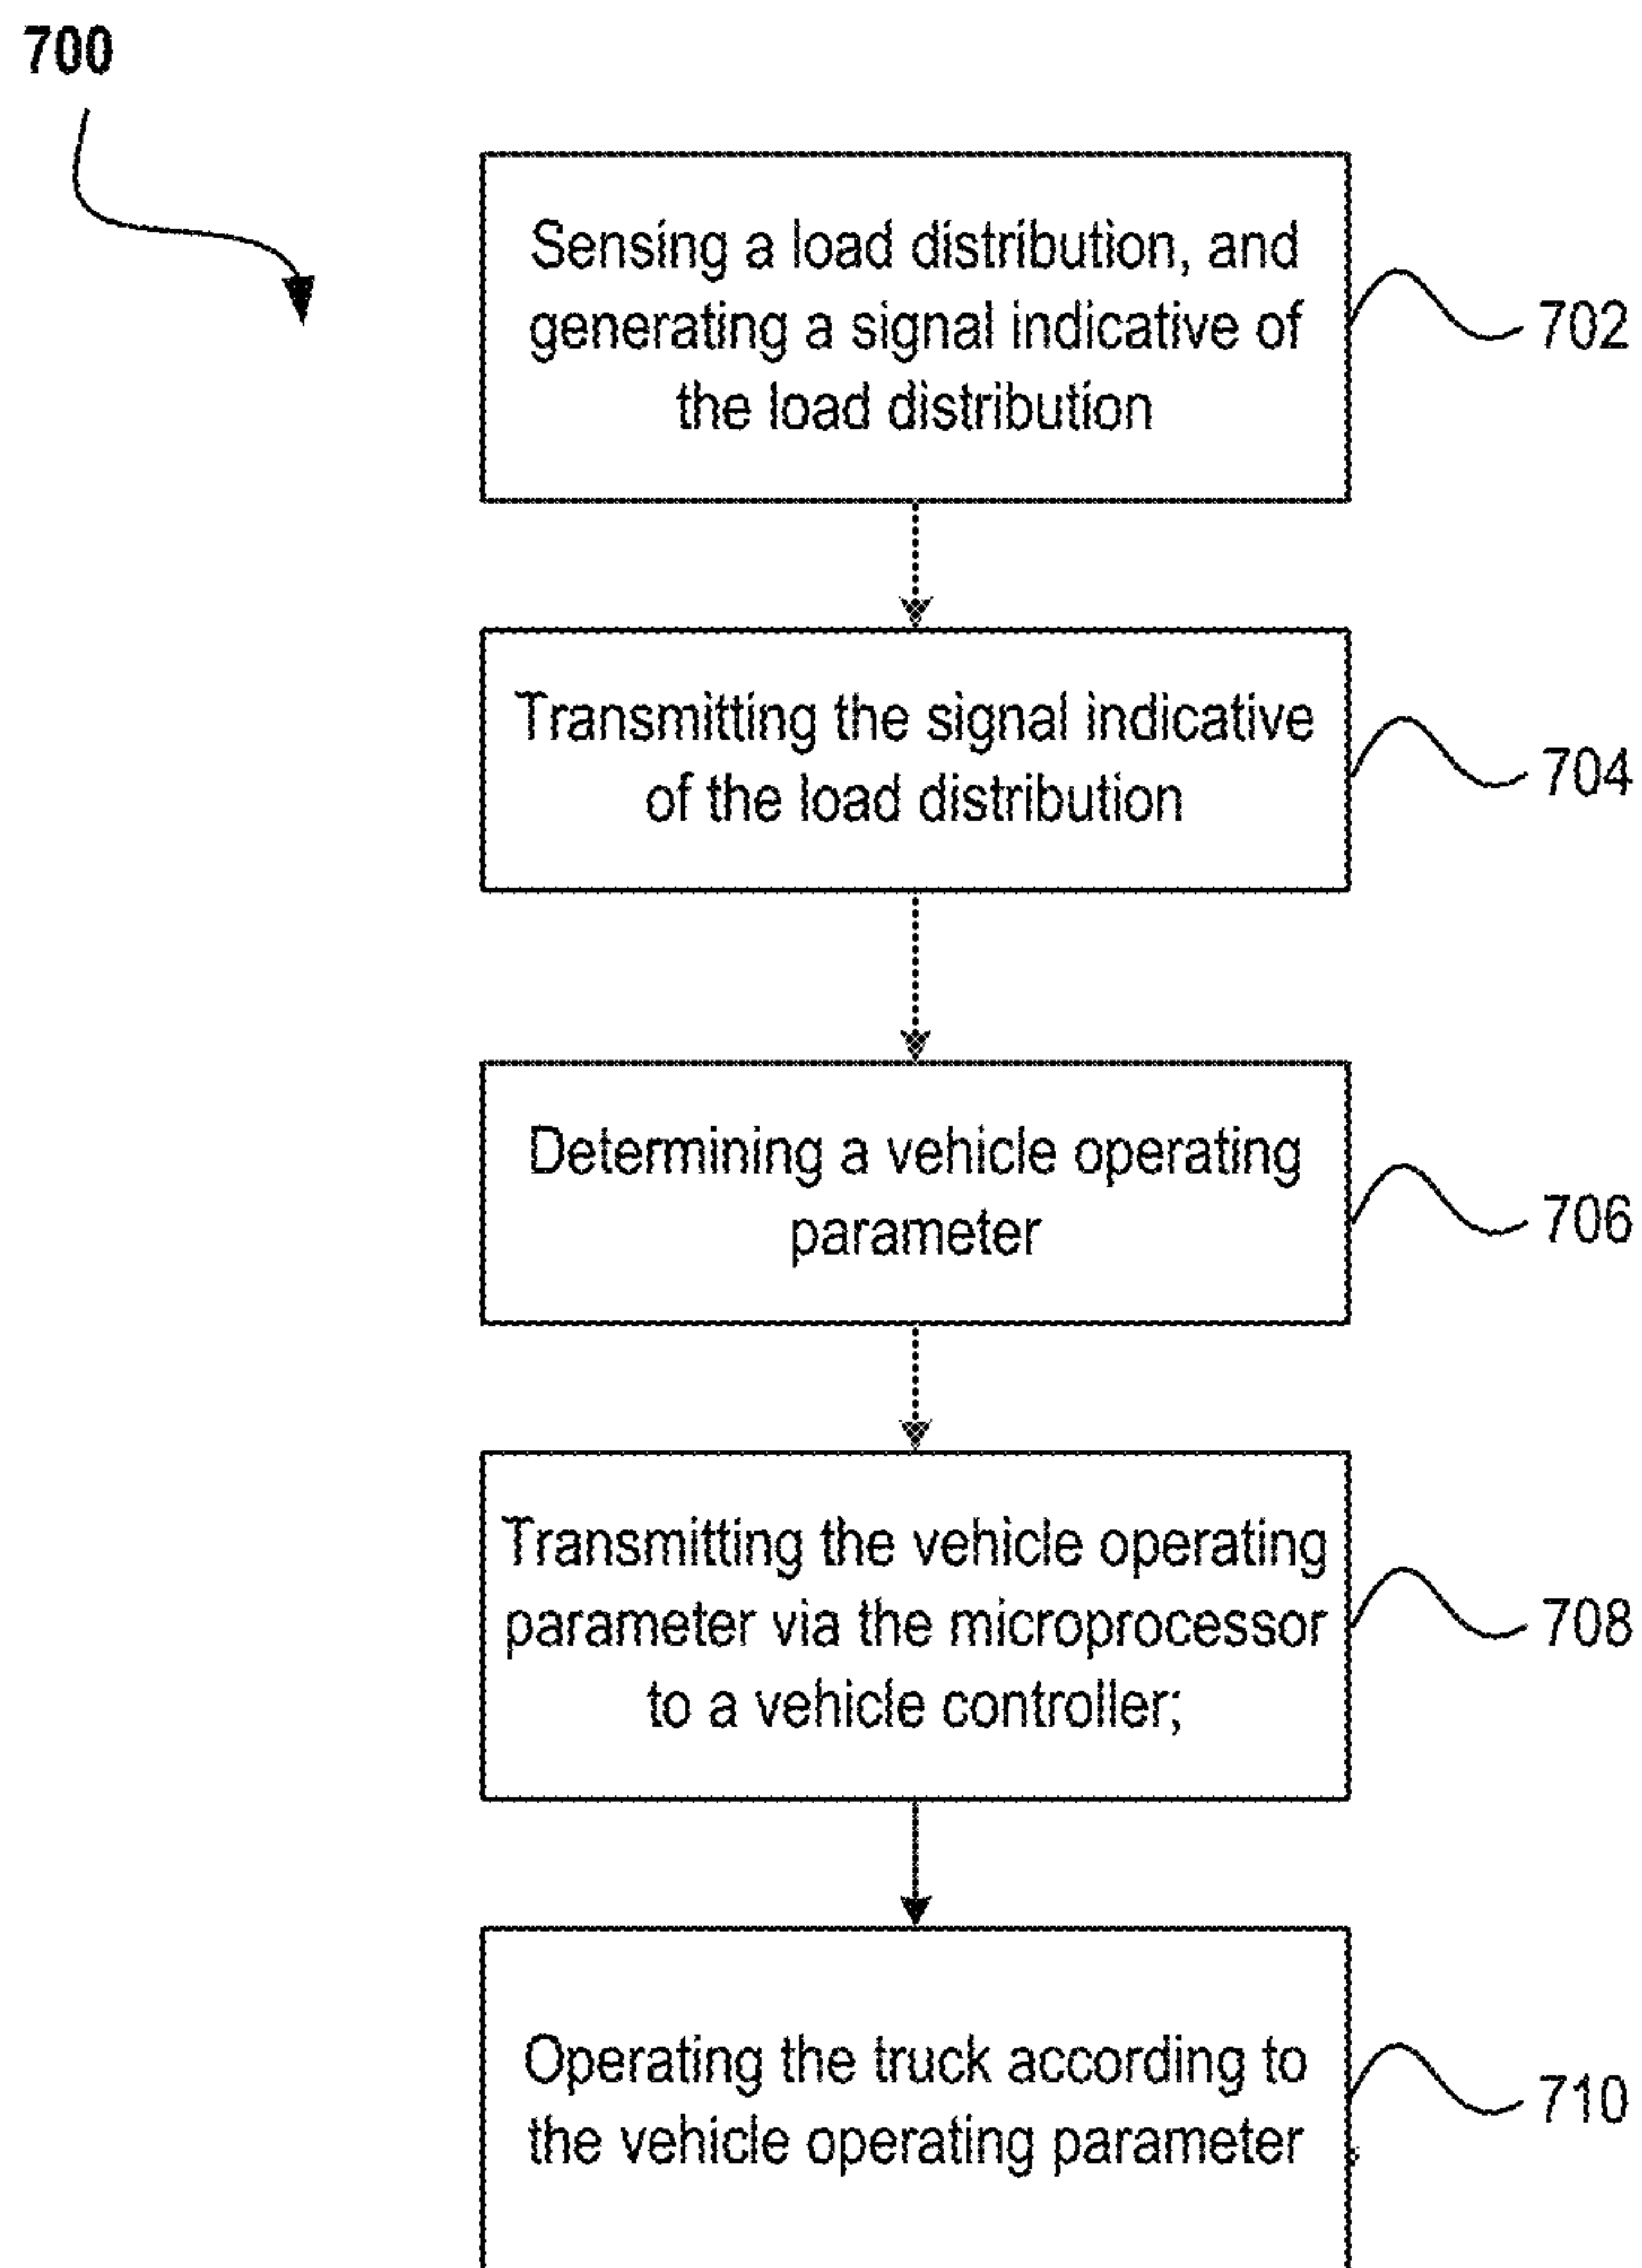 700
Sensing a load distribution, and
generating a signal indicative of
the load distribution
702
Transmitting the signal indicative
of the load distribution
704
Determining a vehicle operating
parameter
706
Transmitting the vehicle operating
parameter via the microprocessor
to a vehicle controller;
708
Operating the truck according to
the vehicle operating parameter
710